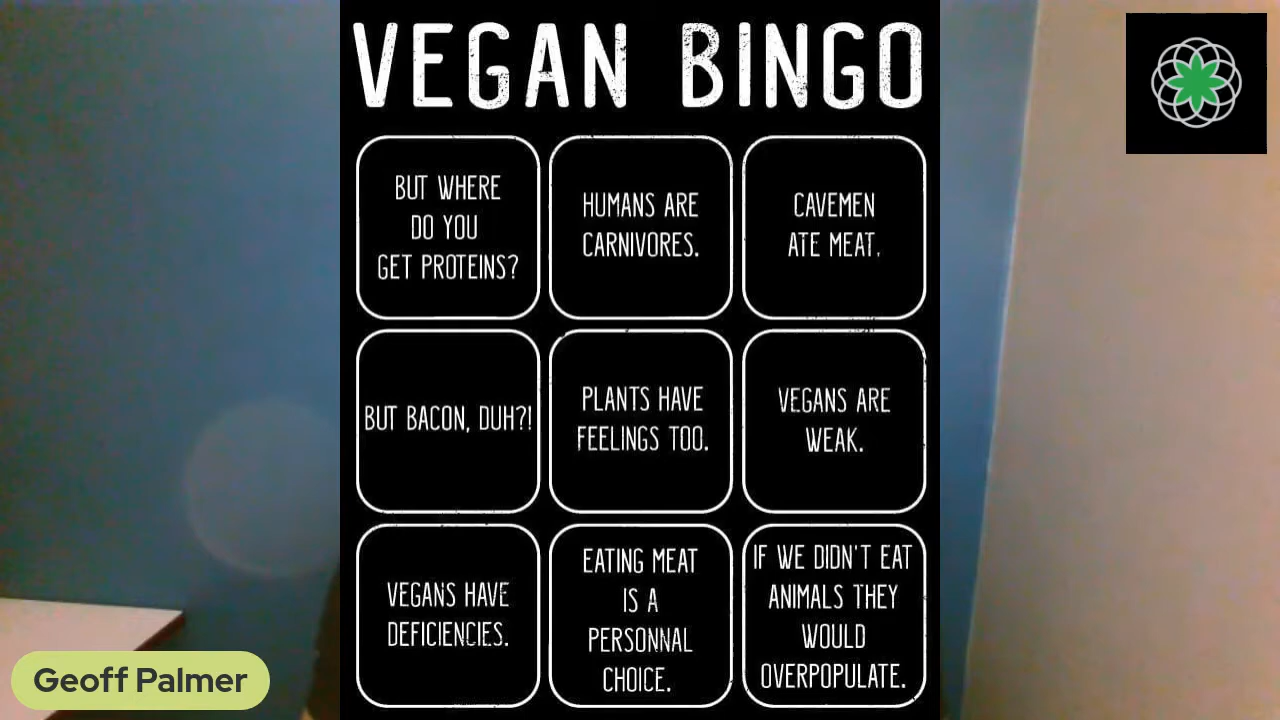 VEGAN BINGO
BUT WHERE
DO YOU
GET PROTEINS?
HUMANS ARE
CARNIVORES.
CAVEMEN
ATE MEAT.
BUT BACON, DUH?!
PLANTS HAVE
FEELINGS TOO.
VEGANS ARE
WEAK.
VEGANS HAVE
DEFICIENCIES.
EATING MEAT
IS A
PERSONNAL
CHOICE.
IF WE DIDN'T EAT
ANIMALS THEY
WOULD
OVERPOPULATE.
Geoff Palmer